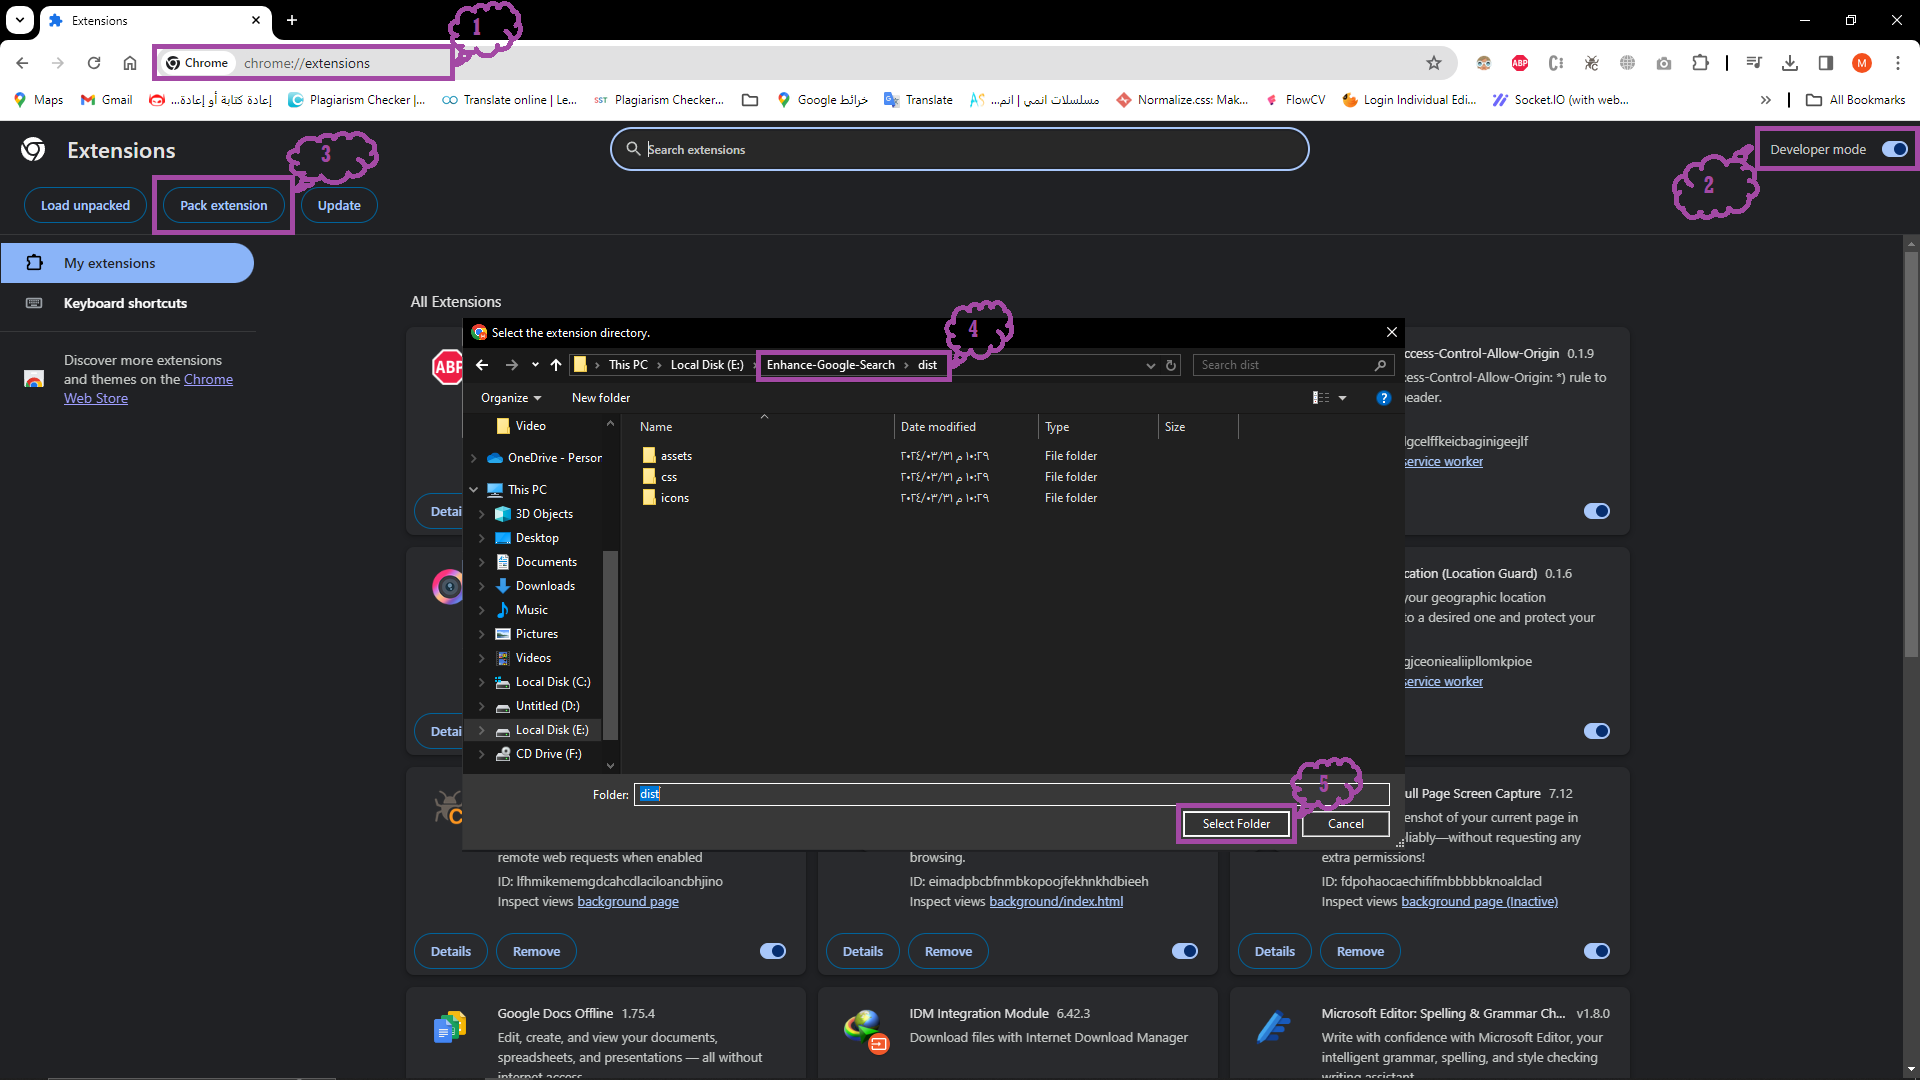 Extensions
1
Chrome
chrome://extensions
ABP
M
Maps
Gmail
إعادة كتابة أو إعادة...
Plagiarism Checker |...
Translate online | Le...
SST
Plagiarism Checker...
خرائط Google
Translate
مسلسلات انمي | انم...
Normalize.css: Mak...
FlowCV
Login Individual Edi...
Socket.IO (with web...
All Bookmarks
Extensions
3
Search extensions
Developer mode
2
Load unpacked
Pack extension
Update
My extensions
Keyboard shortcuts
Discover more extensions
and themes on the Chrome
Web Store
All Extensions
4
Select the extension directory.
This PC
Local Disk (E:)
Enhance-Google-Search
dist
Search dist
Organize
New folder
Name
Date modified
Type
Size
assets
٢٠٢٤/٠٣/٣١ ١٠:٢٩ م
File folder
css
٢٠٢٤/٠٣/٣١ ١٠:٢٩ م
File folder
icons
٢٠٢٤/٠٣/٣١ ١٠:٢٩ م
File folder
Video
OneDrive - Person
This PC
3D Objects
Desktop
Documents
Downloads
Music
Pictures
Videos
Local Disk (C:)
Untitled (D:)
Local Disk (E:)
CD Drive (F:)
Folder:
dist
5
Select Folder
Cancel
ABP
Detai
ccess-Control-Allow-Origin 0.1.9
cess-Control-Allow-Origin: *) rule to
eader.
lgcelffkeicbaginigeejlf
service worker
Detai
cation (Location Guard) 0.1.6
your geographic location
to a desired one and protect your
gjceoniealiipllomkpioe
service worker
remote web requests when enabled
ID: lfhmikememgdcahcdlaciloancbhjino
Inspect views background page
Details
Remove
browsing.
ID: eimadpbcbfnmbkopoojfekhnkhdbieeh
Inspect views background/index.html
Details
Remove
ull Page Screen Capture 7.12
enshot of your current page in
liably—without requesting any
extra permissions!
ID: fdpohaocaechififmbbbbbknoalclacl
Inspect views background page (Inactive)
Details
Remove
Google Docs Offline 1.75.4
Edit, create, and view your documents,
spreadsheets, and presentations — all without
internet access.
IDM Integration Module 6.42.3
Download files with Internet Download Manager
Microsoft Editor: Spelling & Grammar Ch... v1.8.0
Write with confidence with Microsoft Editor, your
intelligent grammar, spelling, and style checking
writing assistant.